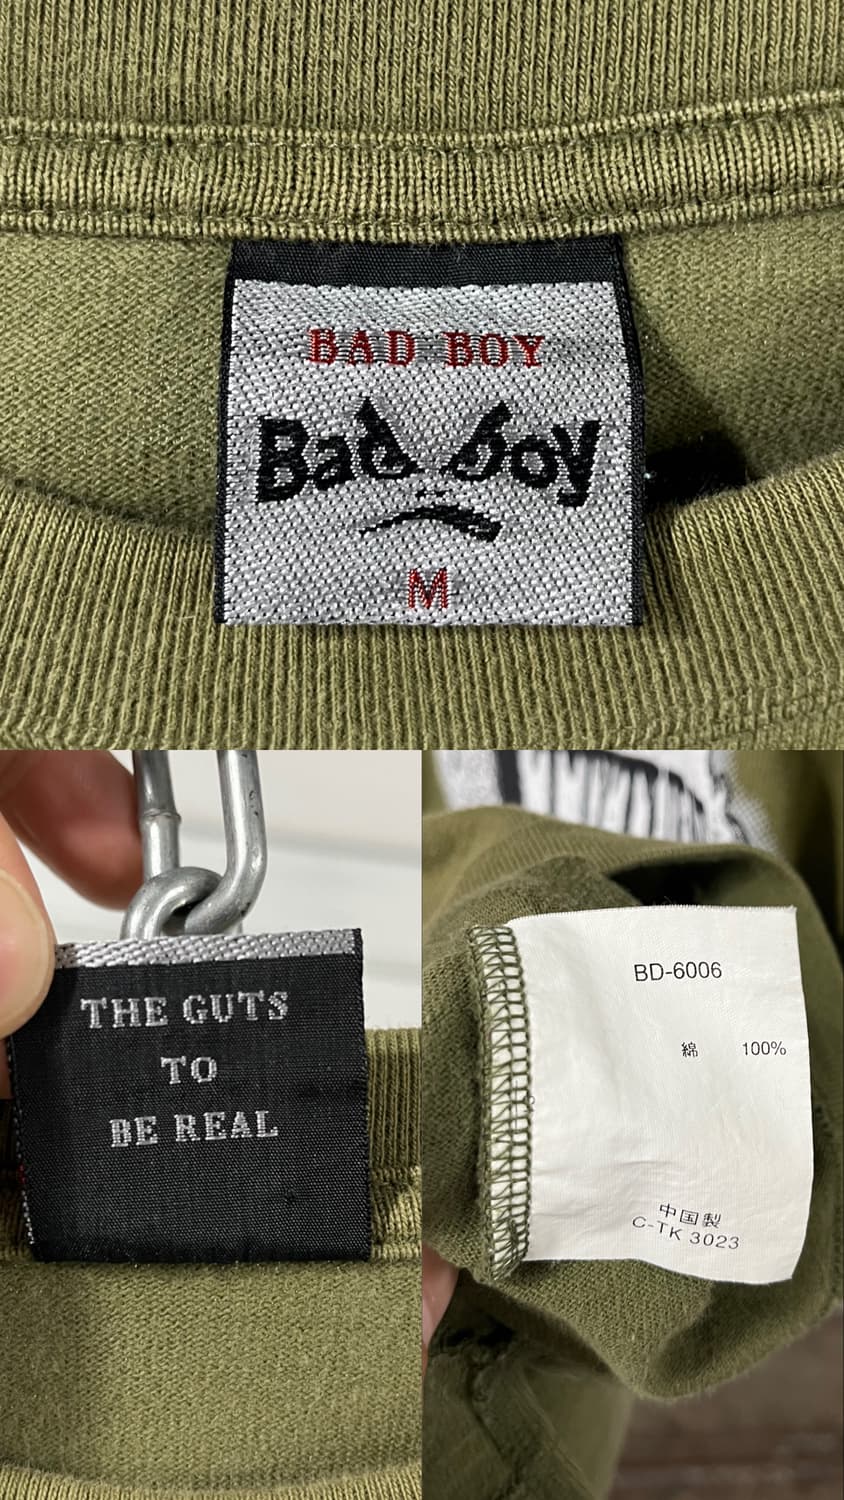 BAD BOY
Bad boy
M
THE GUTS
TO
BE REAL
BD-6006
綿 100%
中国製
C-TK 3023